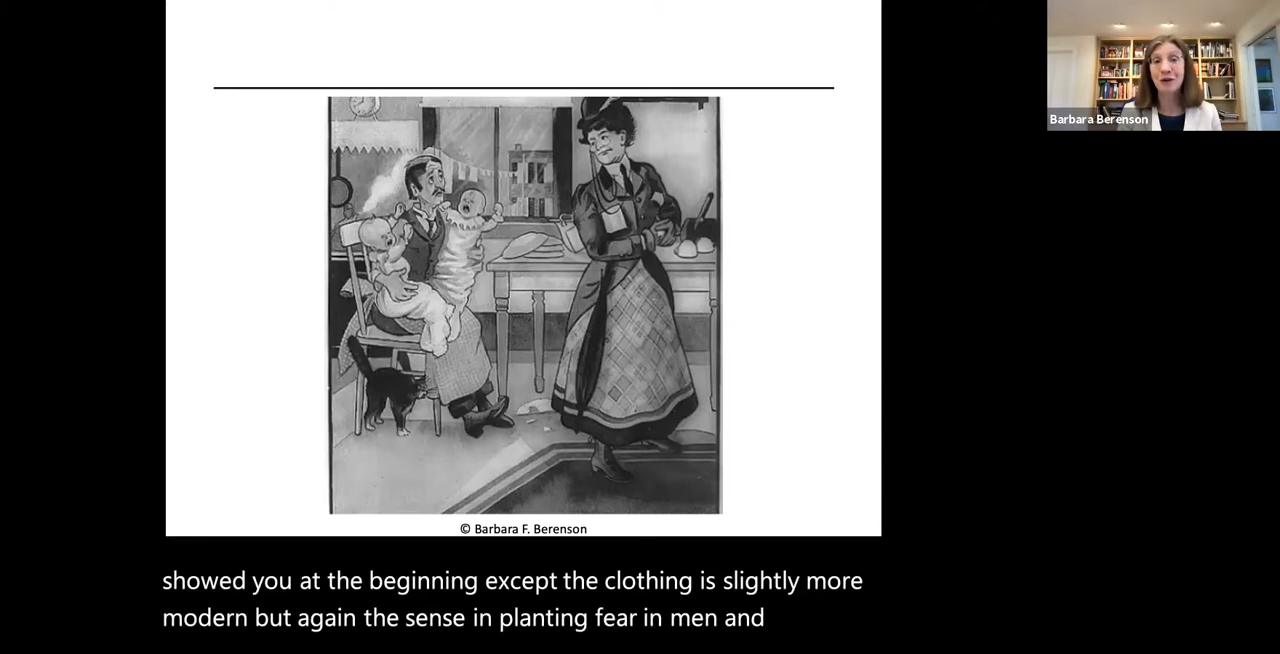 Barbara Berenson
© Barbara F. Berenson
showed you at the beginning except the clothing is slightly more
modern but again the sense in planting fear in men and